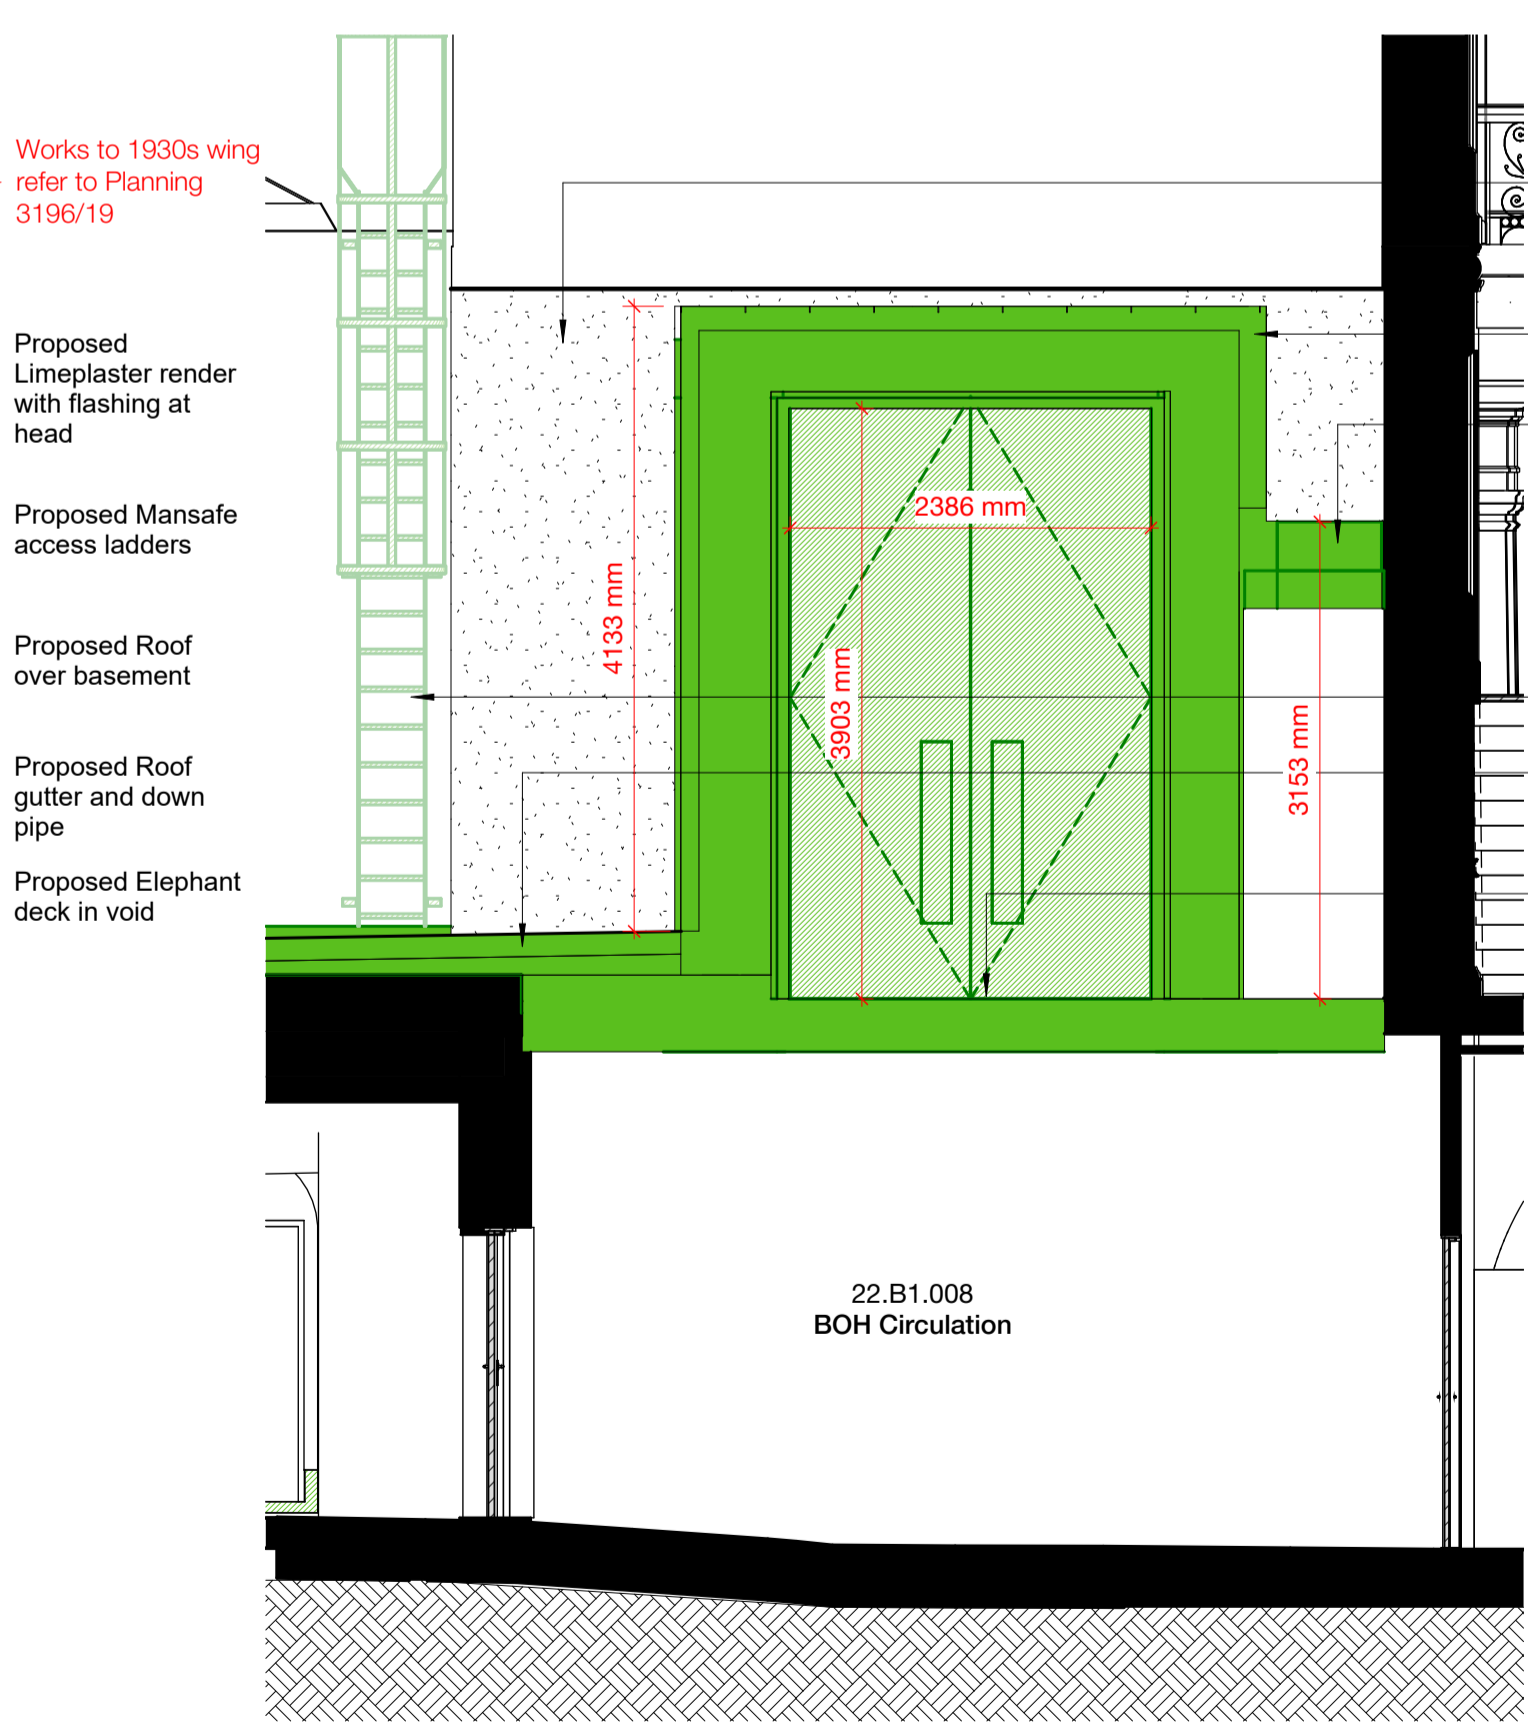 Works to 1930s wing
refer to Planning
3196/19
Proposed
Limeplaster render
with flashing at
head
Proposed Mansafe
access ladders
Proposed Roof
over basement
Proposed Roof
gutter and down
pipe
Proposed Elephant
deck in void
2386 mm
4133 mm
3903 mm
3153 mm
22.B1.008
BOH Circulation